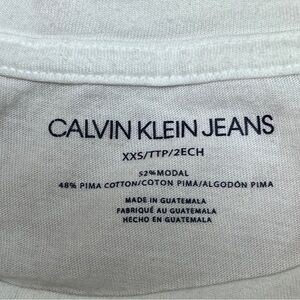 CALVIN KLEIN JEANS
XXS/TTP/2ECH
52% MODAL
48% PIMA COTTON/COTON PIMA/ALGODÓN PIMA
MADE IN GUATEMALA
FABRIQUÉ AU GUATEMALA
HECHO EN GUATEMALA